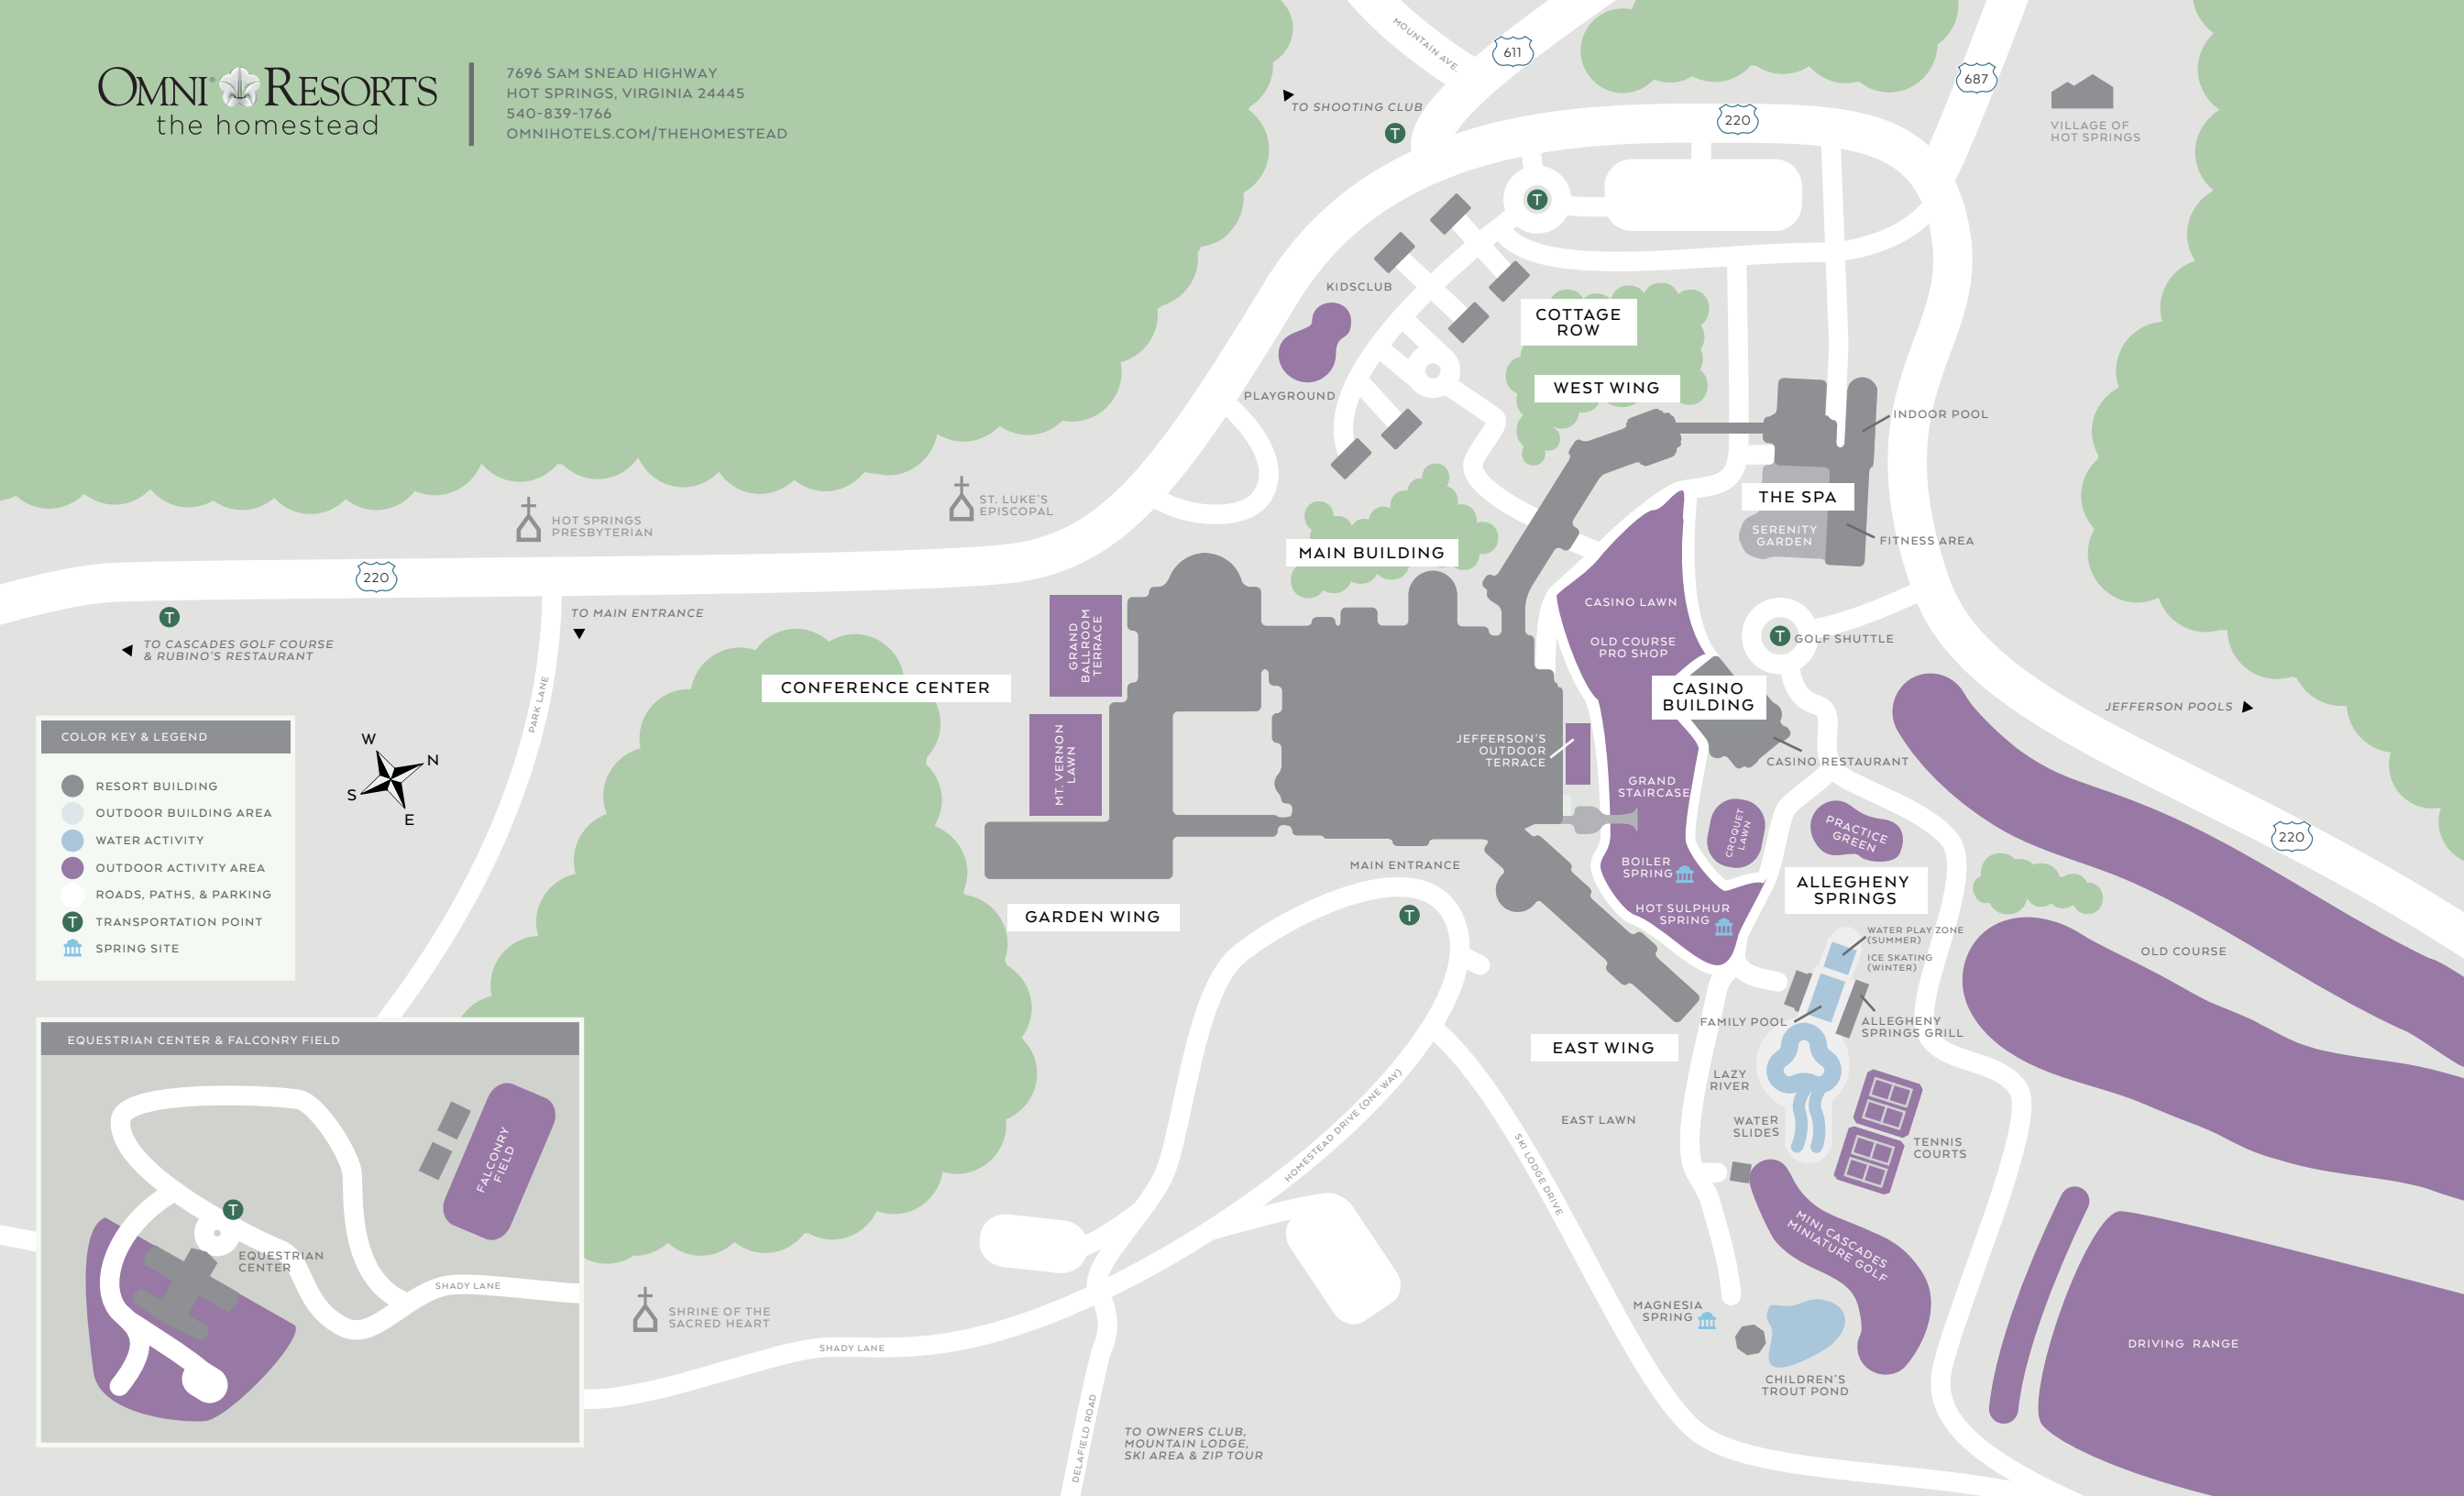 OMNI RESORTS
the homestead
7696 SAM SNEAD HIGHWAY
HOT SPRINGS, VIRGINIA 24445
540-839-1766
OMNIHOTELS.COM/THEHOMESTEAD
MOUNTAIN AVE.
611
687
TO SHOOTING CLUB
T
220
VILLAGE OF
HOT SPRINGS
T
KIDSCLUB
COTTAGE
ROW
PLAYGROUND
WEST WING
INDOOR POOL
THE SPA
SERENITY
GARDEN
FITNESS AREA
HOT SPRINGS
PRESBYTERIAN
ST. LUKE'S
EPISCOPAL
MAIN BUILDING
220
T
TO CASCADES GOLF COURSE
& RUBINO'S RESTAURANT
TO MAIN ENTRANCE
PARK LANE
CONFERENCE CENTER
GRAND
BALLROOM
TERRACE
MT. VERNON
LAWN
CASINO LAWN
OLD COURSE
PRO SHOP
T
GOLF SHUTTLE
CASINO
BUILDING
JEFFERSON POOLS
JEFFERSON'S
OUTDOOR
TERRACE
CASINO RESTAURANT
GRAND
STAIRCASE
CROQUET
LAWN
PRACTICE
GREEN
220
COLOR KEY & LEGEND
RESORT BUILDING
OUTDOOR BUILDING AREA
WATER ACTIVITY
OUTDOOR ACTIVITY AREA
ROADS, PATHS, & PARKING
T
TRANSPORTATION POINT
SPRING SITE
W
N
S
E
MAIN ENTRANCE
BOILER
SPRING
ALLEGHENY
SPRINGS
GARDEN WING
T
HOT SULPHUR
SPRING
WATER PLAY ZONE
(SUMMER)
ICE SKATING
(WINTER)
OLD COURSE
FAMILY POOL
ALLEGHENY
SPRINGS GRILL
EAST WING
LAZY
RIVER
EAST LAWN
WATER
SLIDES
TENNIS
COURTS
HOMESTEAD DRIVE (ONE WAY)
SKI LODGE DRIVE
MINI CASCADES
MINIATURE GOLF
MAGNESIA
SPRING
CHILDREN'S
TROUT POND
DRIVING RANGE
EQUESTRIAN CENTER & FALCONRY FIELD
FALCONRY
FIELD
T
EQUESTRIAN
CENTER
SHADY LANE
SHRINE OF THE
SACRED HEART
SHADY LANE
DELAFIELD ROAD
TO OWNERS CLUB,
MOUNTAIN LODGE,
SKI AREA & ZIP TOUR